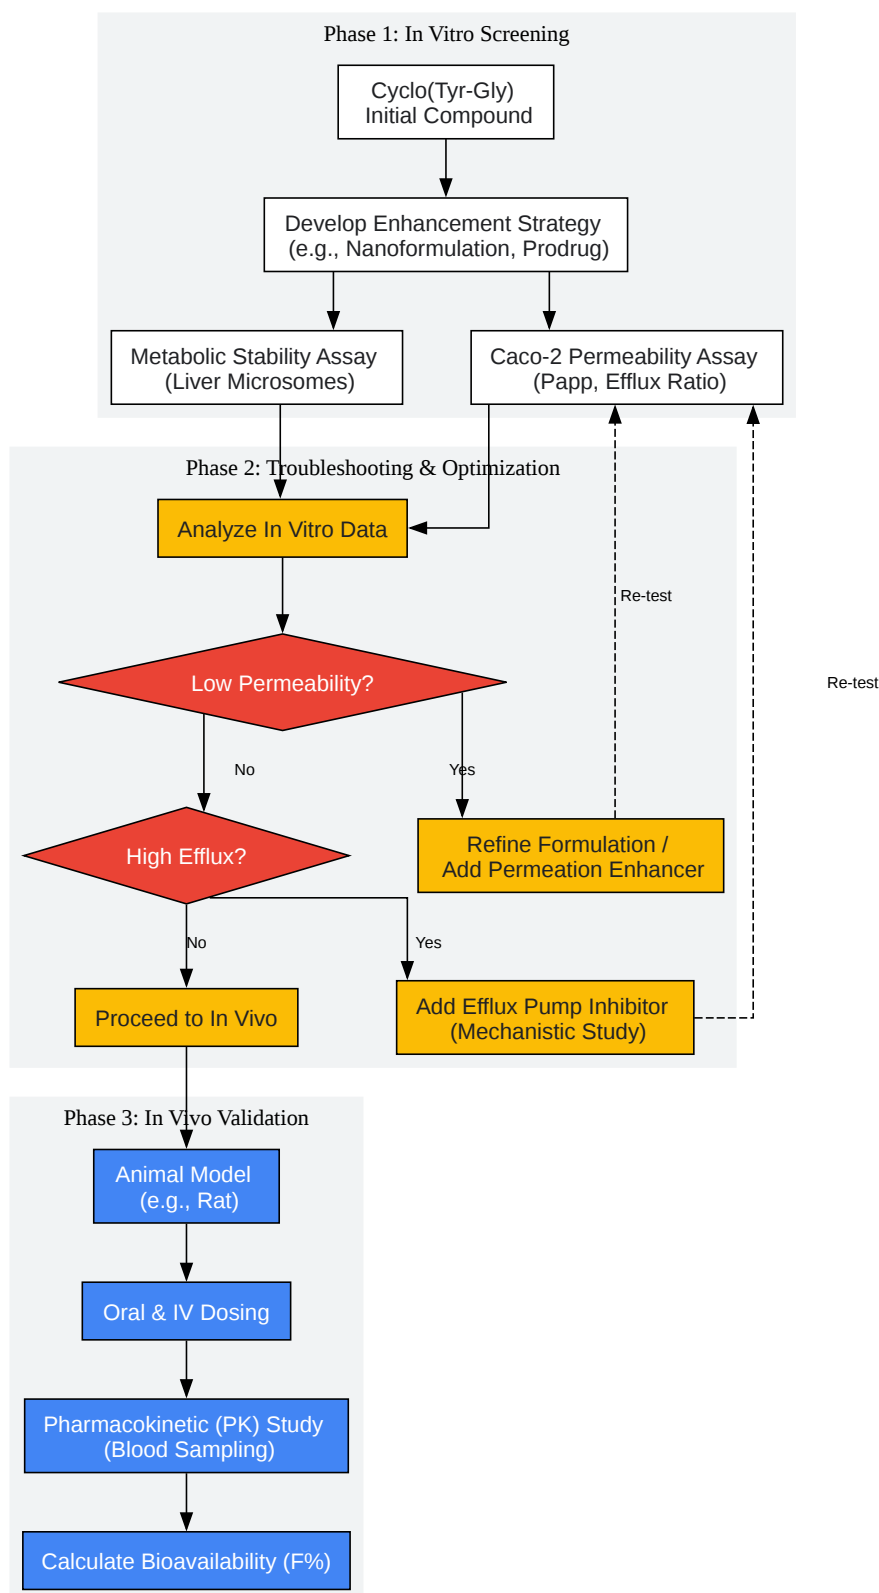 Phase 1: In Vitro Screening
Cyclo(Tyr-Gly)
Initial Compound
Develop Enhancement Strategy
(e.g., Nanoformulation, Prodrug)
Metabolic Stability Assay
(Liver Microsomes)
Caco-2 Permeability Assay
(Papp, Efflux Ratio)
Phase 2: Troubleshooting & Optimization
Analyze In Vitro Data
Re-test
Low Permeability?
Re-test
No
Yes
High Efflux?
Refine Formulation /
Add Permeation Enhancer
No
Yes
Proceed to In Vivo
Add Efflux Pump Inhibitor
(Mechanistic Study)
Phase 3: In Vivo Validation
Animal Model
(e.g., Rat)
Oral & IV Dosing
Pharmacokinetic (PK) Study
(Blood Sampling)
Calculate Bioavailability (F%)